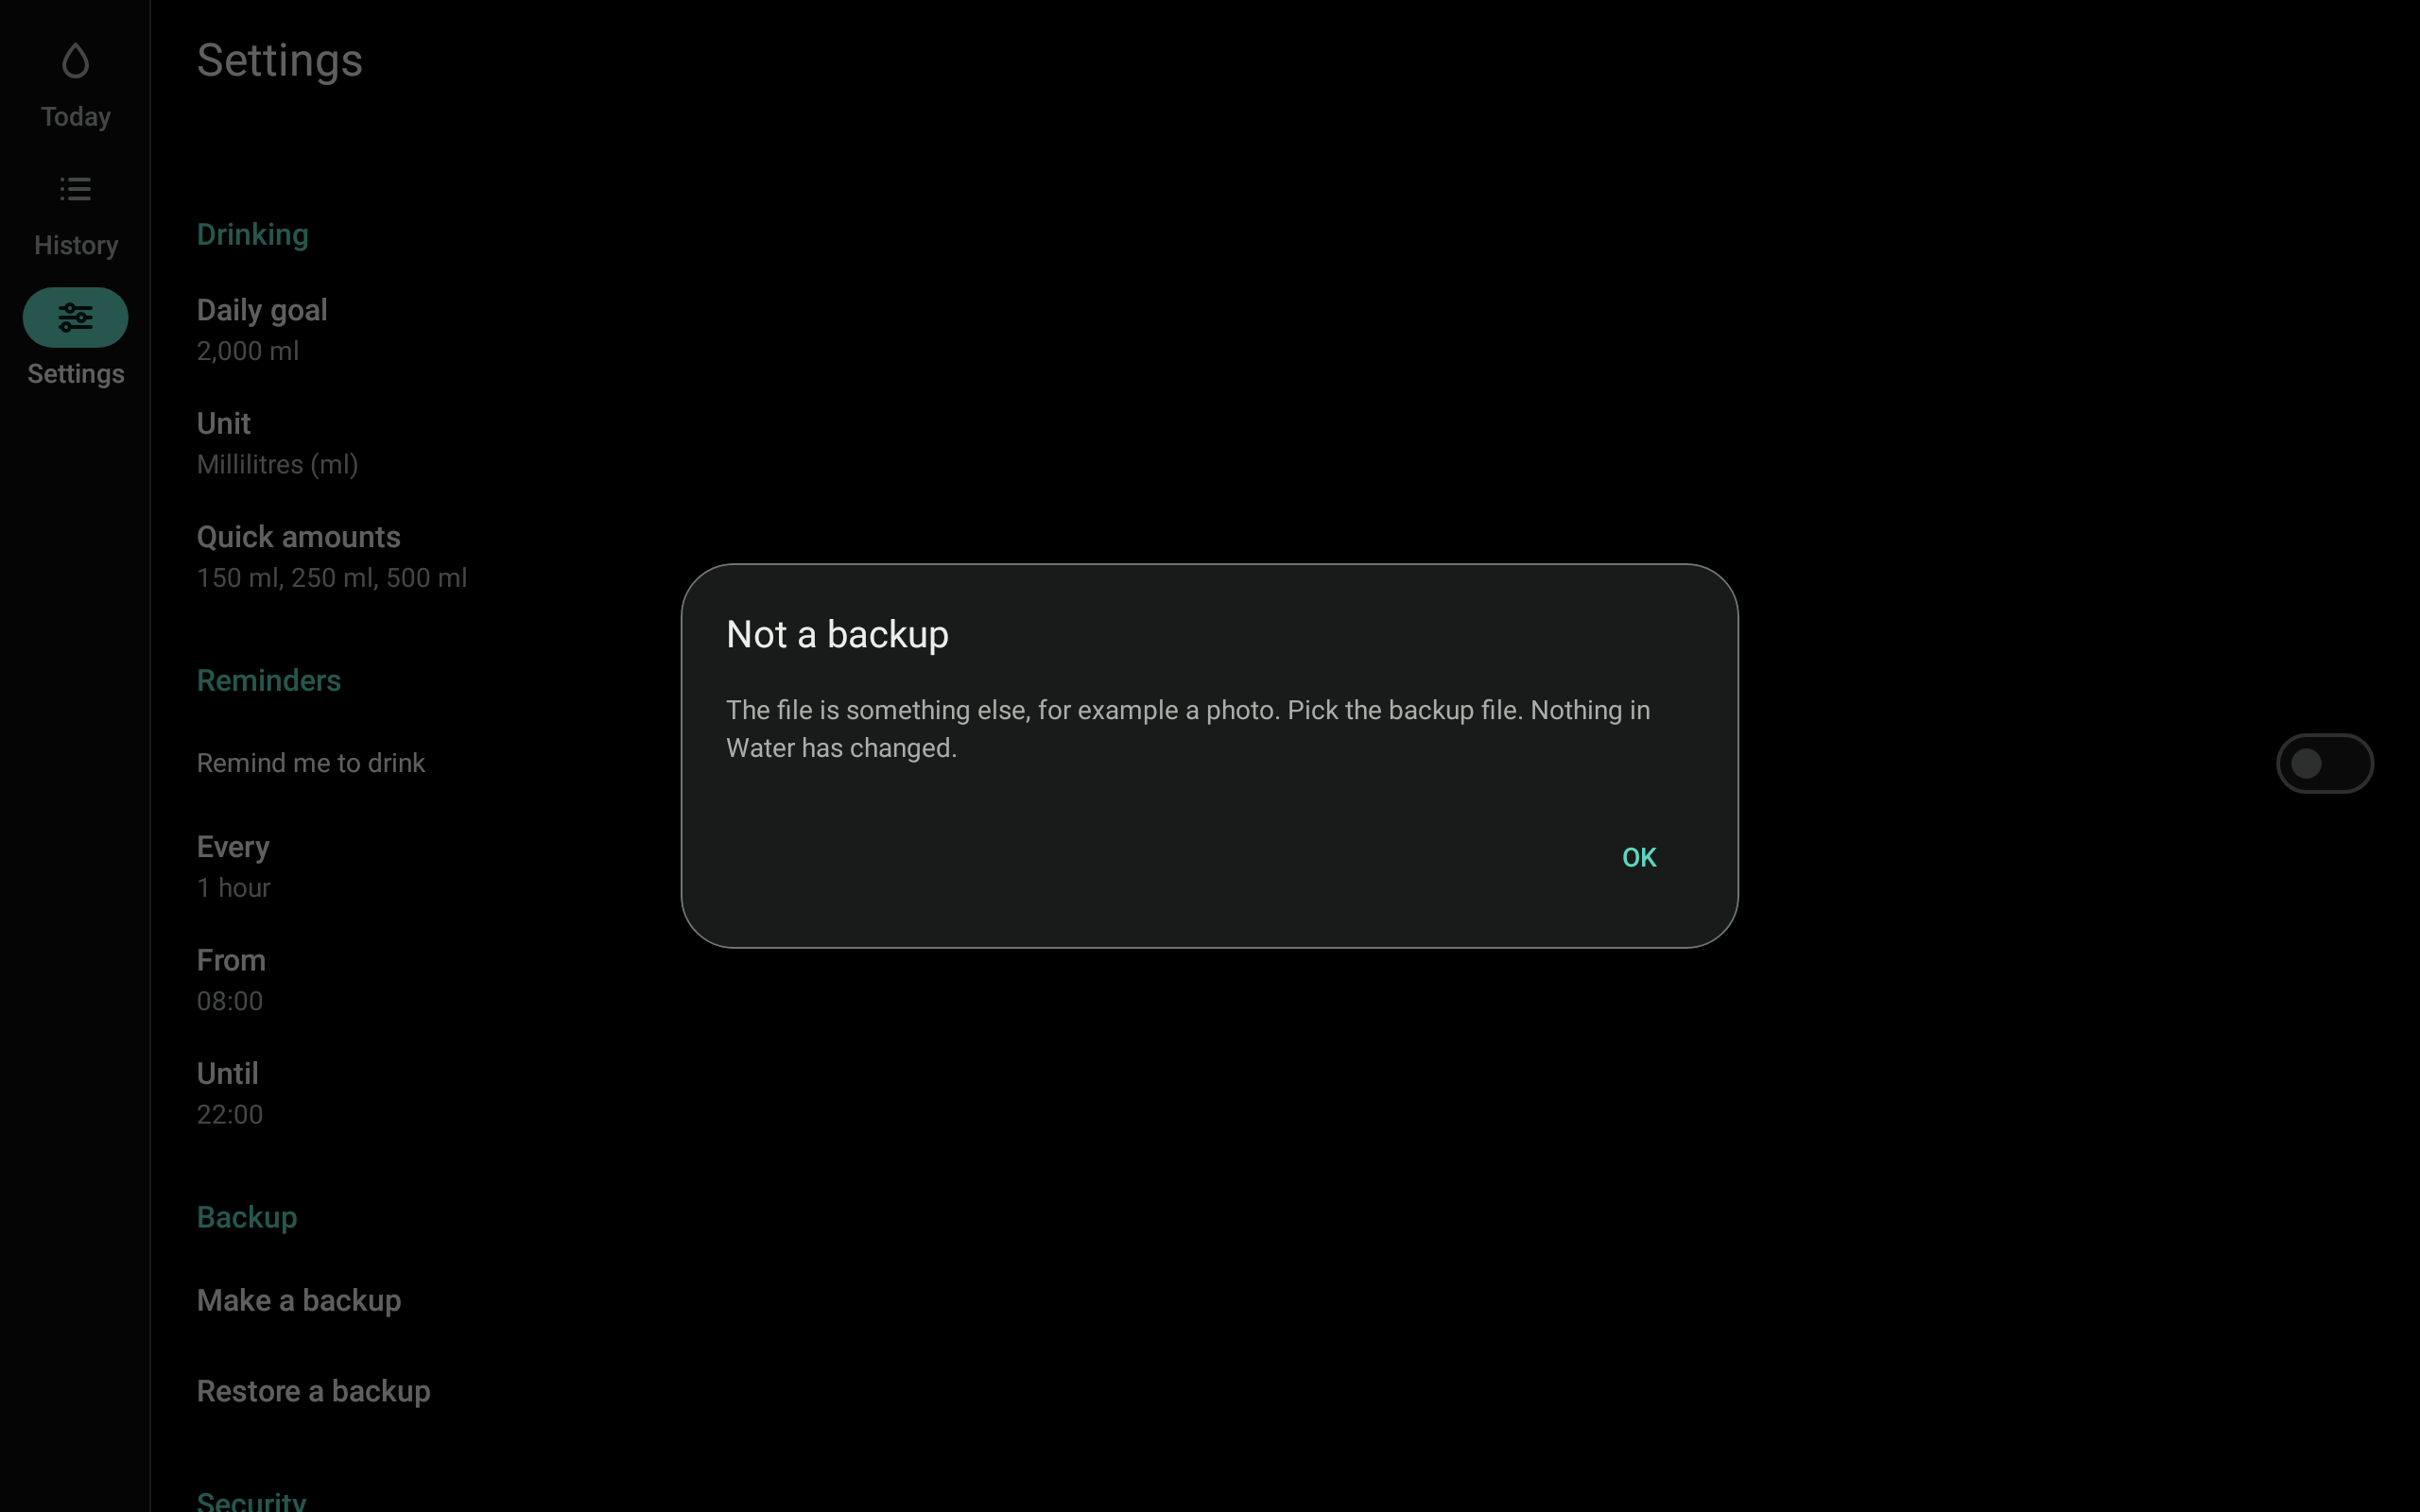 Today
History
Settings
Settings
Drinking
Daily goal
2,000 ml
Unit
Millilitres (ml)
Quick amounts
150 ml, 250 ml, 500 ml
Reminders
Remind me to drink
Every
1 hour
From
08:00
Until
22:00
Backup
Make a backup
Restore a backup
Security
Not a backup
The file is something else, for example a photo. Pick the backup file. Nothing in
Water has changed.
OK